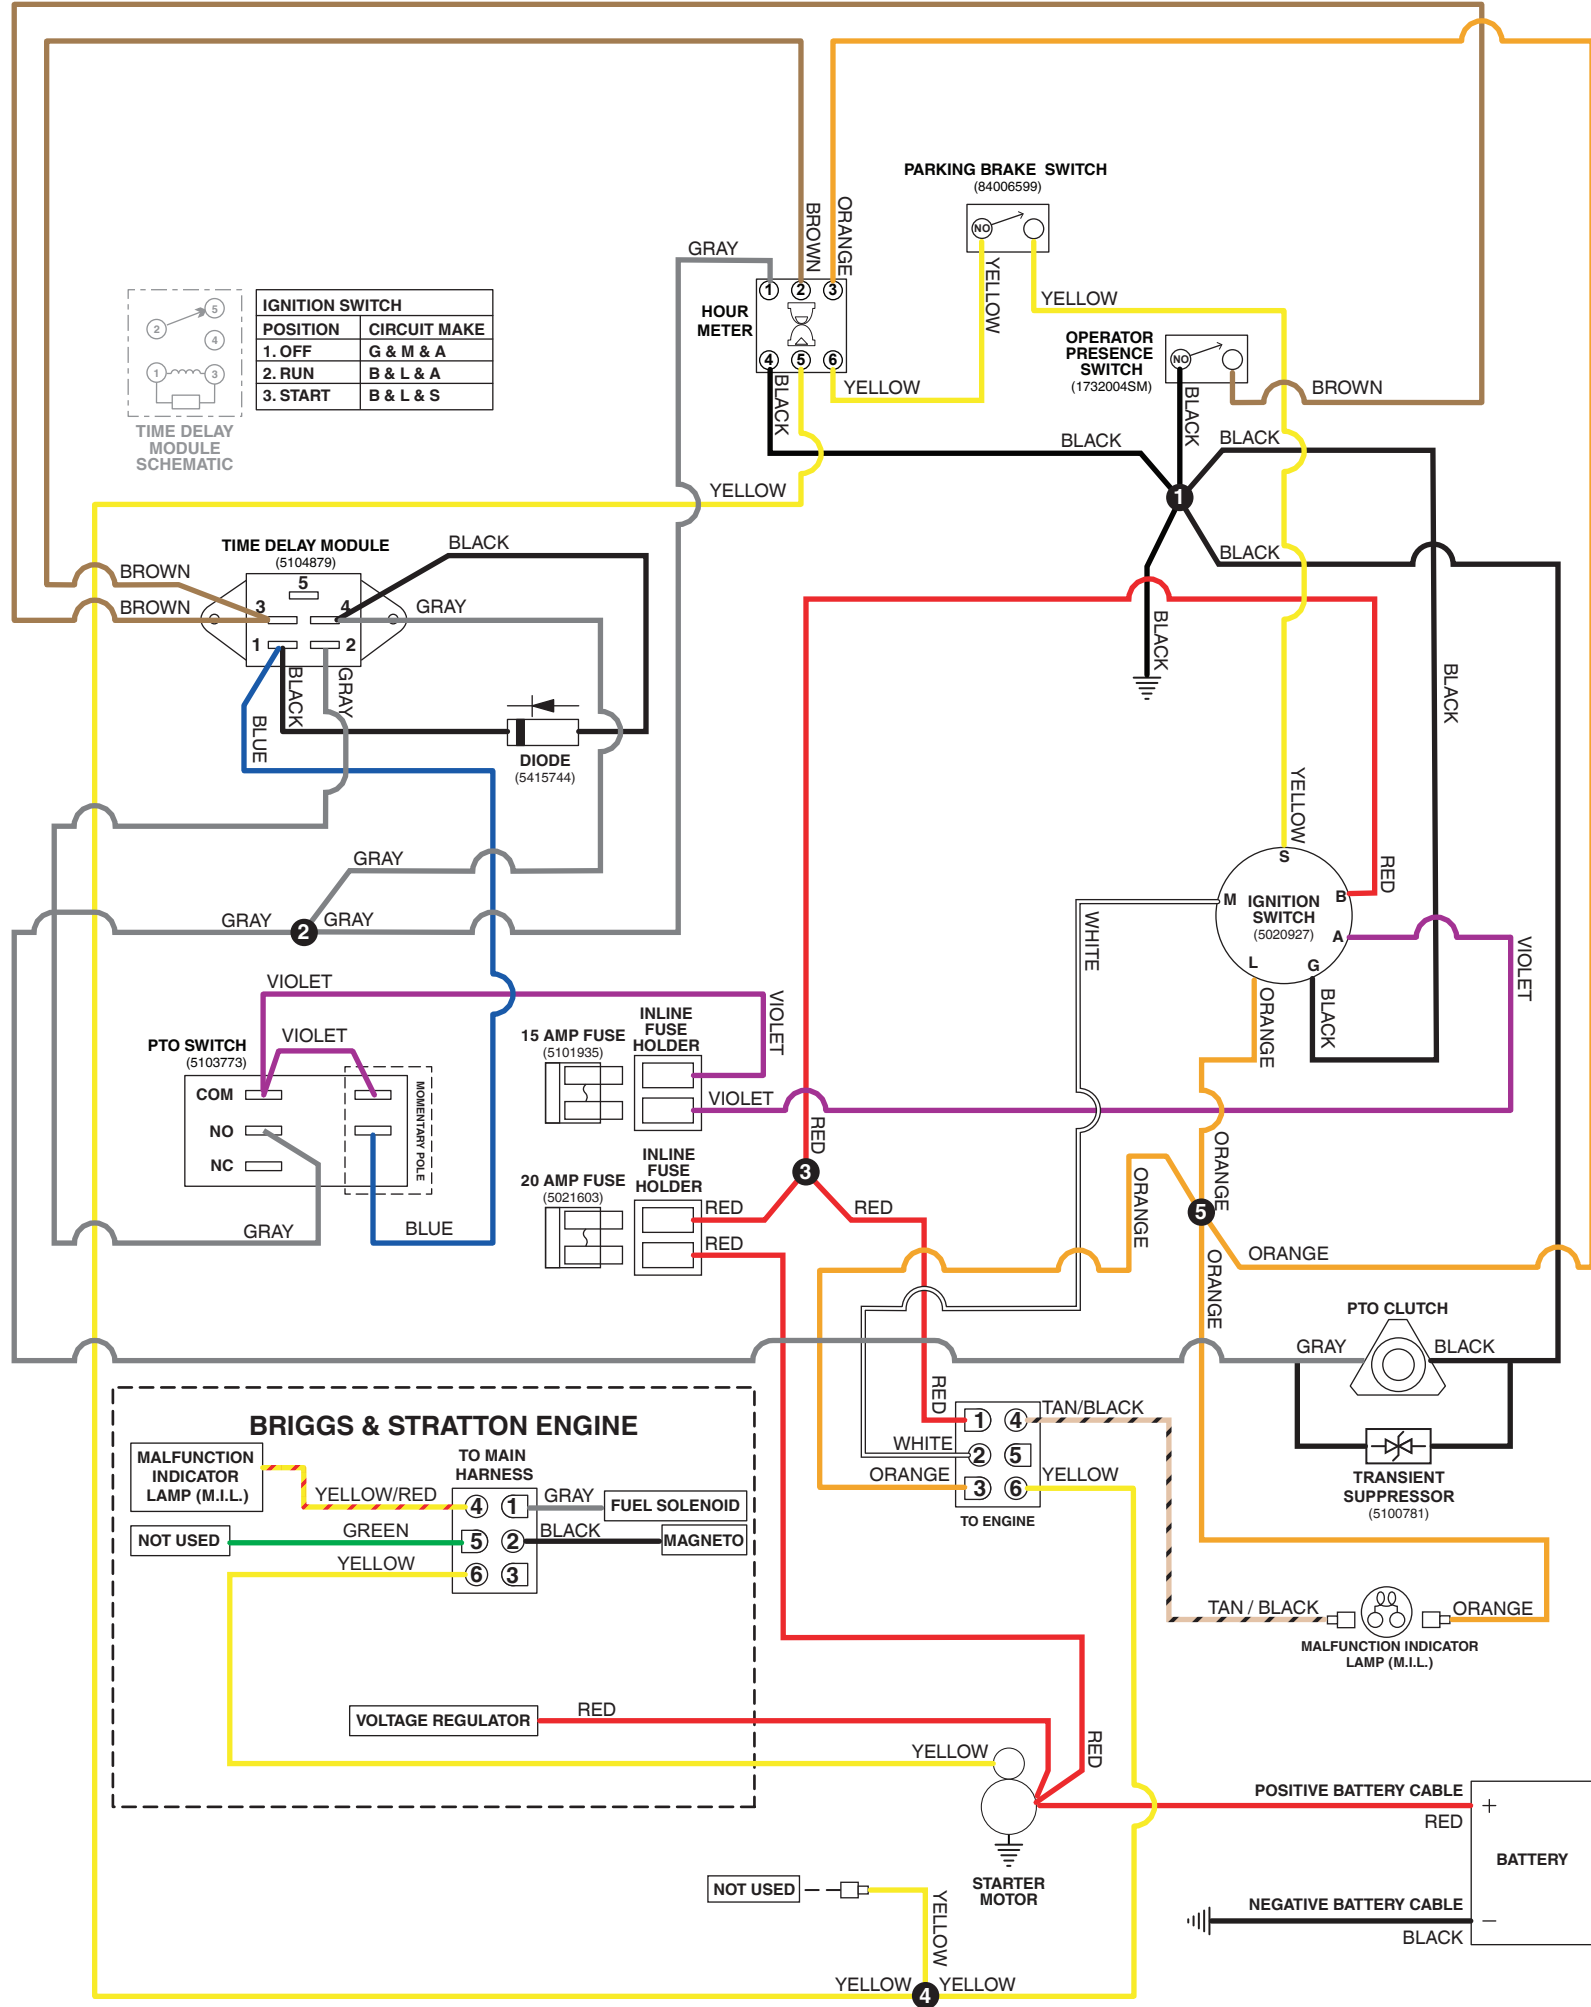 PARKING BRAKE SWITCH
(84006599)
NO
YELLOW
YELLOW
BROWN
ORANGE
GRAY
HOUR
METER
1 2 3
4 5 6
BLACK
YELLOW
OPERATOR
PRESENCE
SWITCH
(1732004SM)
NO
BLACK
BROWN
5
2
4
1
3
TIME DELAY
MODULE
SCHEMATIC
IGNITION SWITCH
POSITION CIRCUIT MAKE
1. OFF G & M & A
2. RUN B & L & A
3. START B & L & S
BLACK
BLACK
1
BLACK
BLACK
BLACK
YELLOW
TIME DELAY MODULE
(5104879)
BROWN
BROWN
BLACK
GRAY
5
3
4
1
2
BLUE
BLACK
GRAY
DIODE
(5415744)
GRAY
GRAY
GRAY
2
YELLOW
RED
S
M
B
A
L
G
IGNITION
SWITCH
(5020927)
WHITE
ORANGE
BLACK
VIOLET
VIOLET
VIOLET
VIOLET
VIOLET
PTO SWITCH
(5103773)
COM
NO
NC
MOMENTARY POLE
GRAY
BLUE
15 AMP FUSE
(5101935)
INLINE
FUSE
HOLDER
20 AMP FUSE
(5021603)
INLINE
FUSE
HOLDER
RED
3
RED
RED
RED
ORANGE
ORANGE
5
ORANGE
ORANGE
PTO CLUTCH
GRAY
BLACK
TRANSIENT
SUPPRESSOR
(5100781)
RED
WHITE
ORANGE
1 4
2 5
3 6
TAN/BLACK
YELLOW
TO ENGINE
BRIGGS & STRATTON ENGINE
MALFUNCTION
INDICATOR
LAMP (M.I.L.)
TO MAIN
HARNESS
YELLOW/RED
GREEN
YELLOW
NOT USED
4 1
5 2
6 3
GRAY
BLACK
FUEL SOLENOID
MAGNETO
TAN / BLACK
ORANGE
MALFUNCTION INDICATOR
LAMP (M.I.L.)
VOLTAGE REGULATOR
RED
YELLOW
RED
STARTER
MOTOR
POSITIVE BATTERY CABLE
RED
+
BATTERY
NEGATIVE BATTERY CABLE
BLACK
−
NOT USED
YELLOW
YELLOW
4
YELLOW